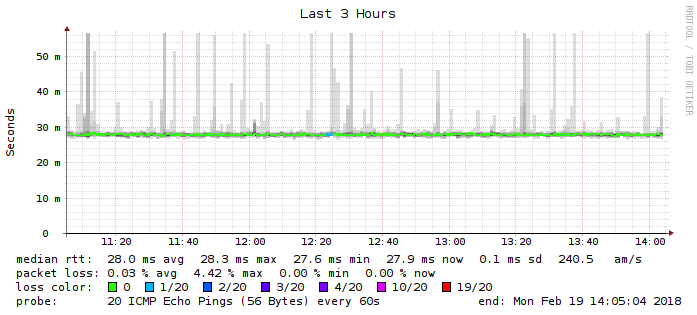 Last 3 Hours
RRDTOOL / TOBI OETIKER
Seconds
50 m
40 m
30 m
20 m
10 m
0
11:20 11:40 12:00 12:20 12:40 13:00 13:20 13:40 14:00
median rtt: 28.0 ms avg 28.3 ms max 27.6 ms min 27.9 ms now 0.1 ms sd 240.5 am/s
packet loss: 0.03 % avg 4.42 % max 0.00 % min 0.00 % now
loss color: 0 1/20 2/20 3/20 4/20 10/20 19/20
probe: 20 ICMP Echo Pings (56 Bytes) every 60s end: Mon Feb 19 14:05:04 2018